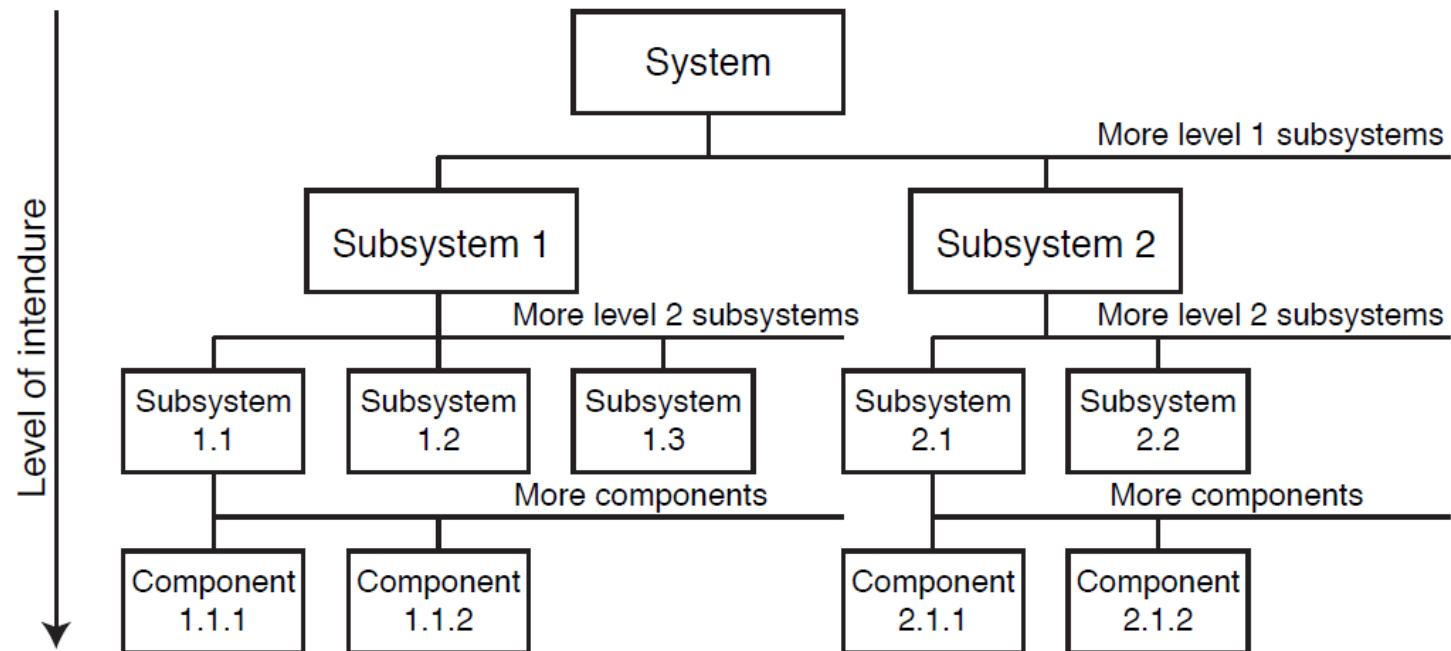 System
More level 1 subsystems
Level of intendure
Subsystem 1
Subsystem 2
More level 2 subsystems
More level 2 subsystems
Subsystem
1.1
Subsystem
1.2
Subsystem
1.3
Subsystem
2.1
Subsystem
2.2
More components
More components
Component
1.1.1
Component
1.1.2
Component
2.1.1
Component
2.1.2